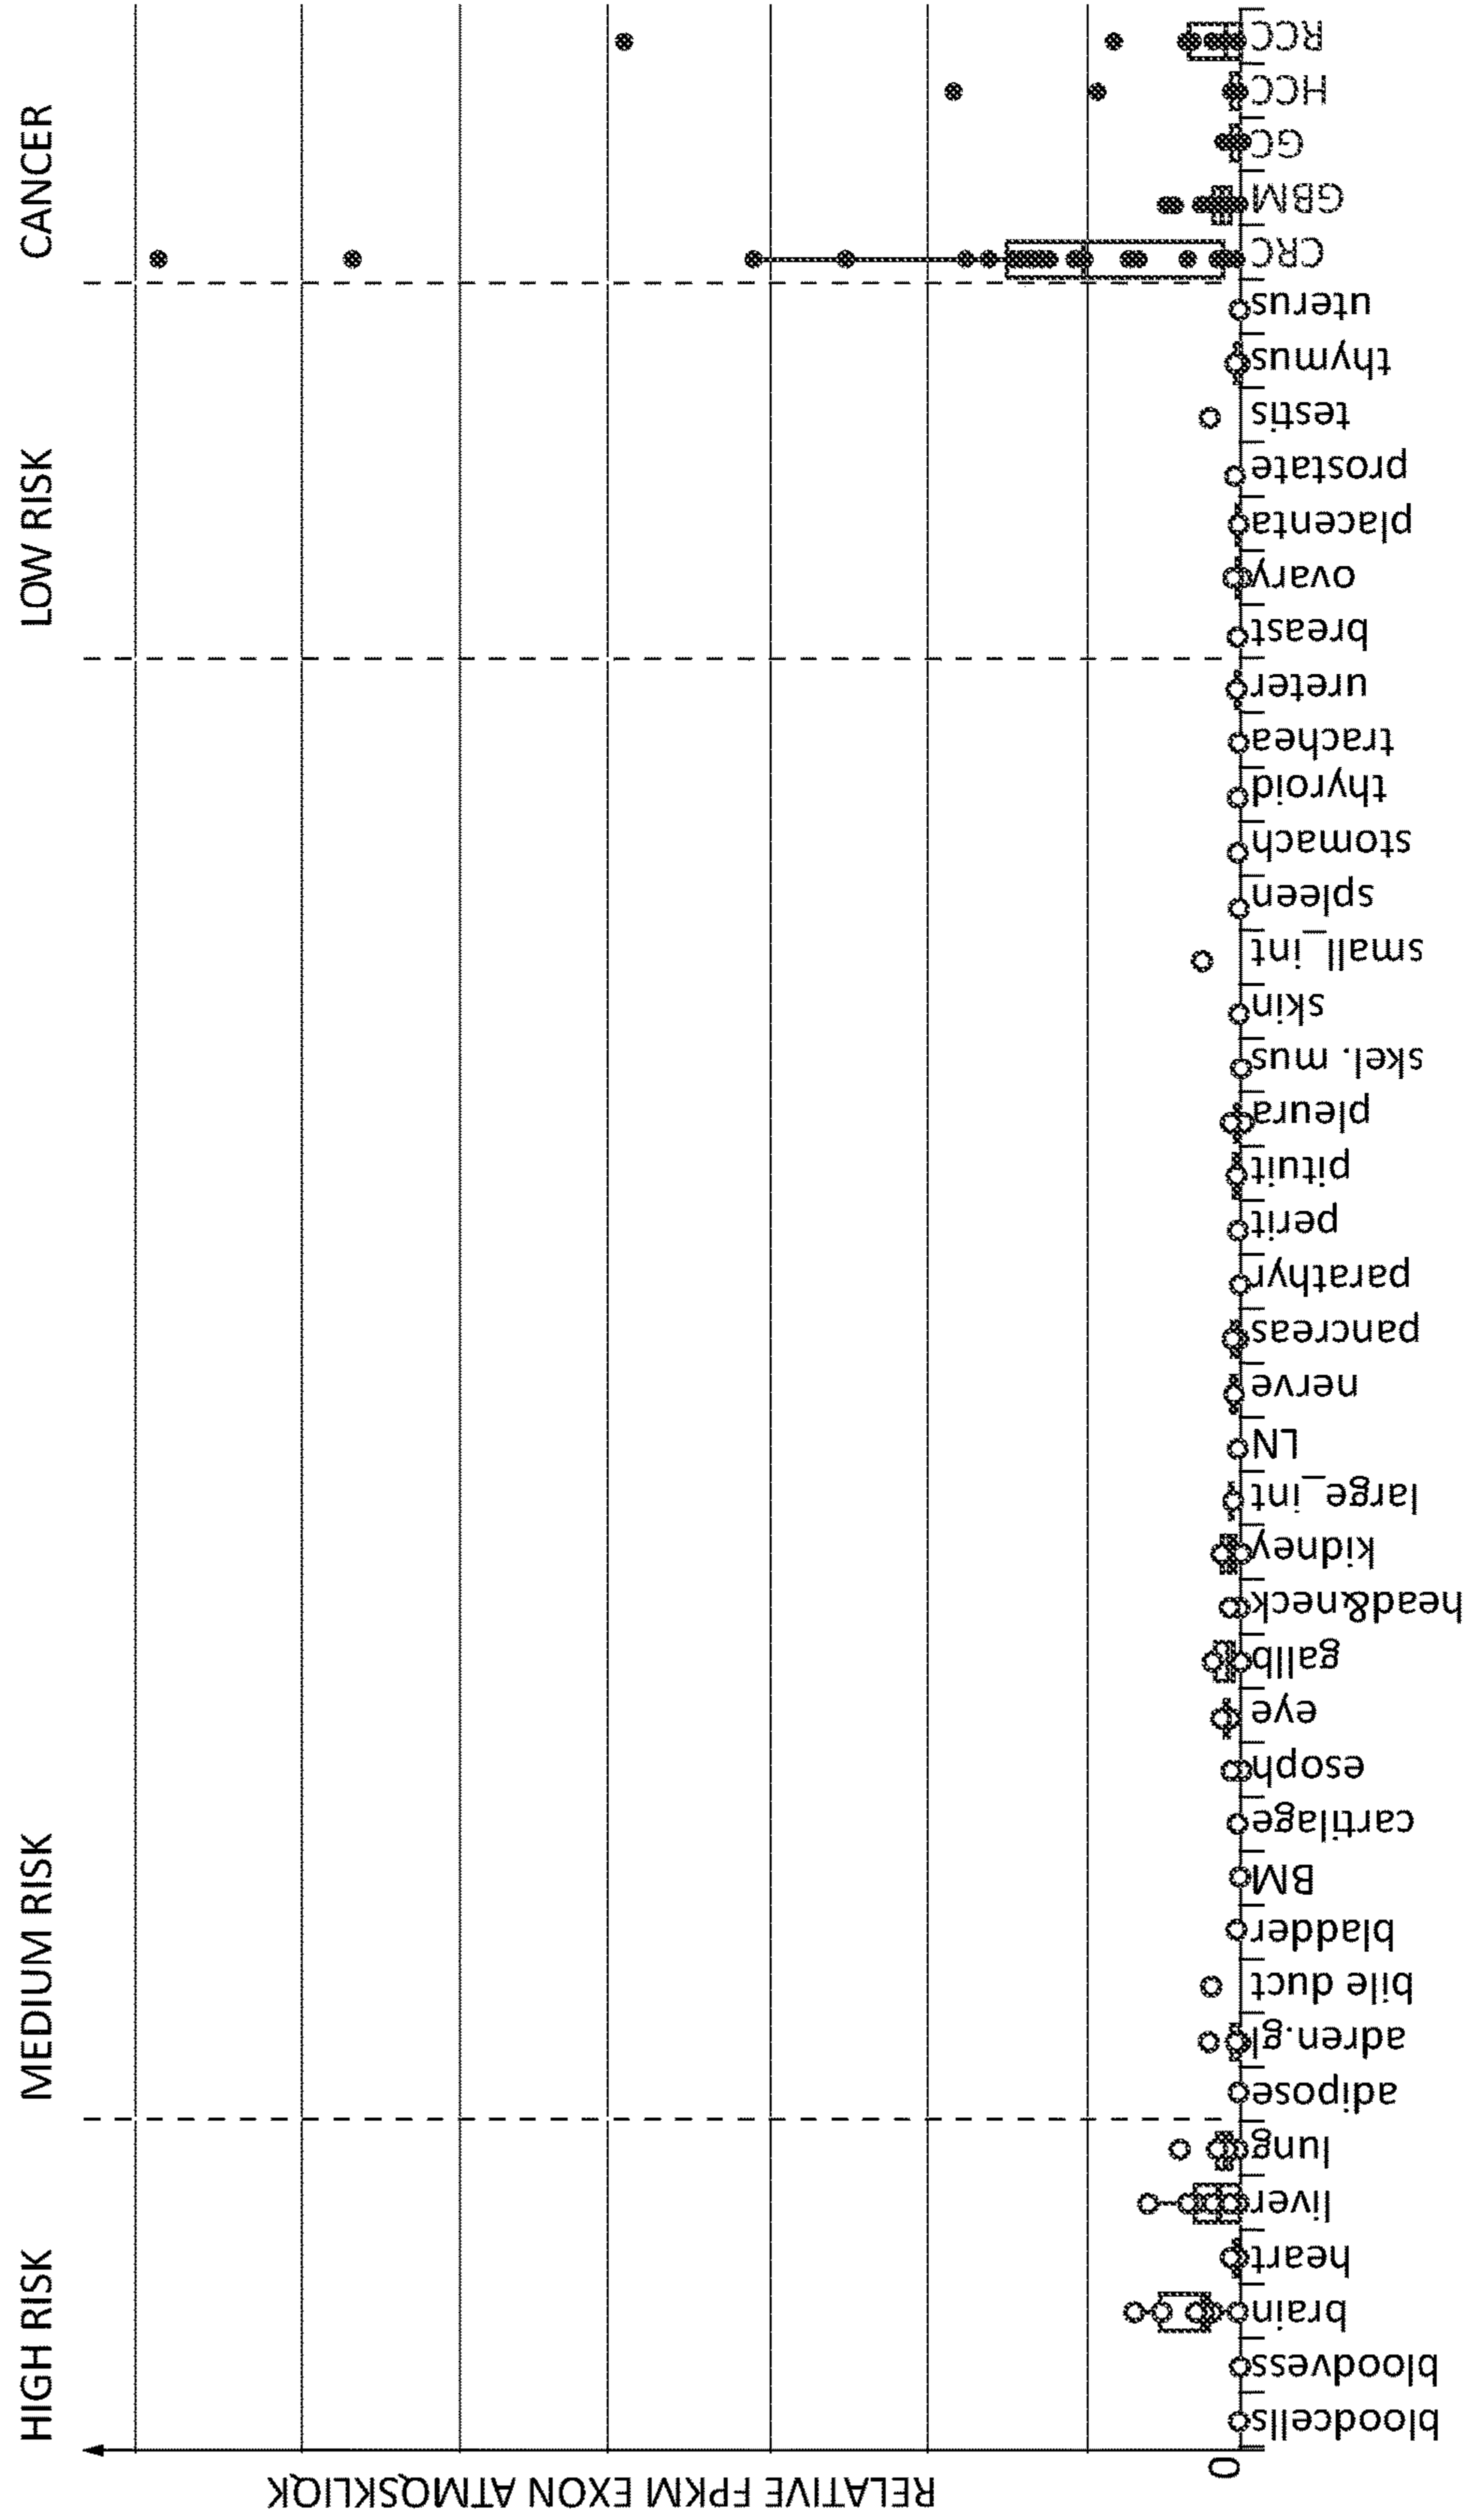 HIGH RISK
MEDIUM RISK
LOW RISK
CANCER
RELATIVE FPKM EXON ATMQSKLIQK
0
bloodcells
bloodvess
brain
heart
liver
lung
adipose
adren.gl
bile duct
bladder
BM
cartilage
esoph
eye
gallb
head&neck
kidney
large_int
LN
nerve
pancreas
parathyr
perit
pituit
pleura
skel. mus
skin
small_int
spleen
stomach
thyroid
trachea
ureter
breast
ovary
placenta
prostate
testis
thymus
uterus
CRC
GBM
GC
HCC
RCC